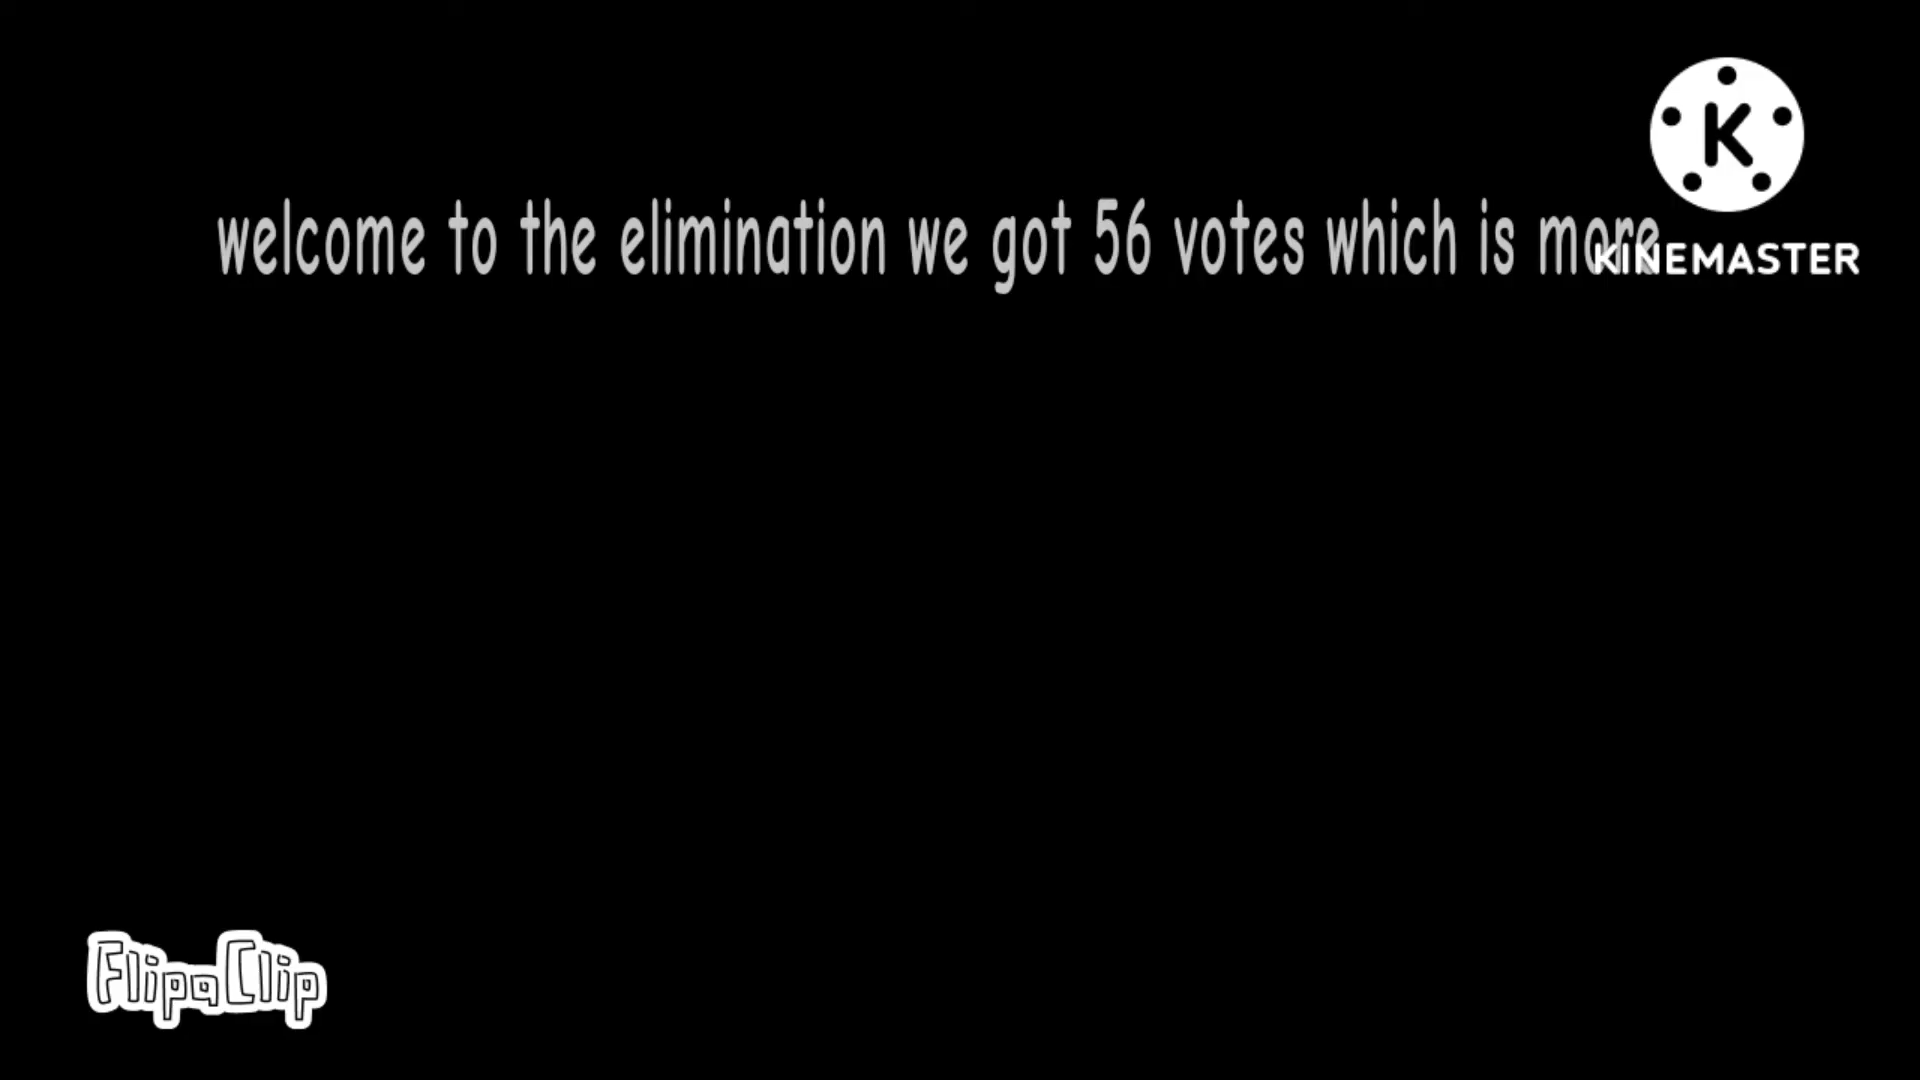 K
welcome to the elimination we got 56 votes which is more
KINEMASTER
FlipaClip